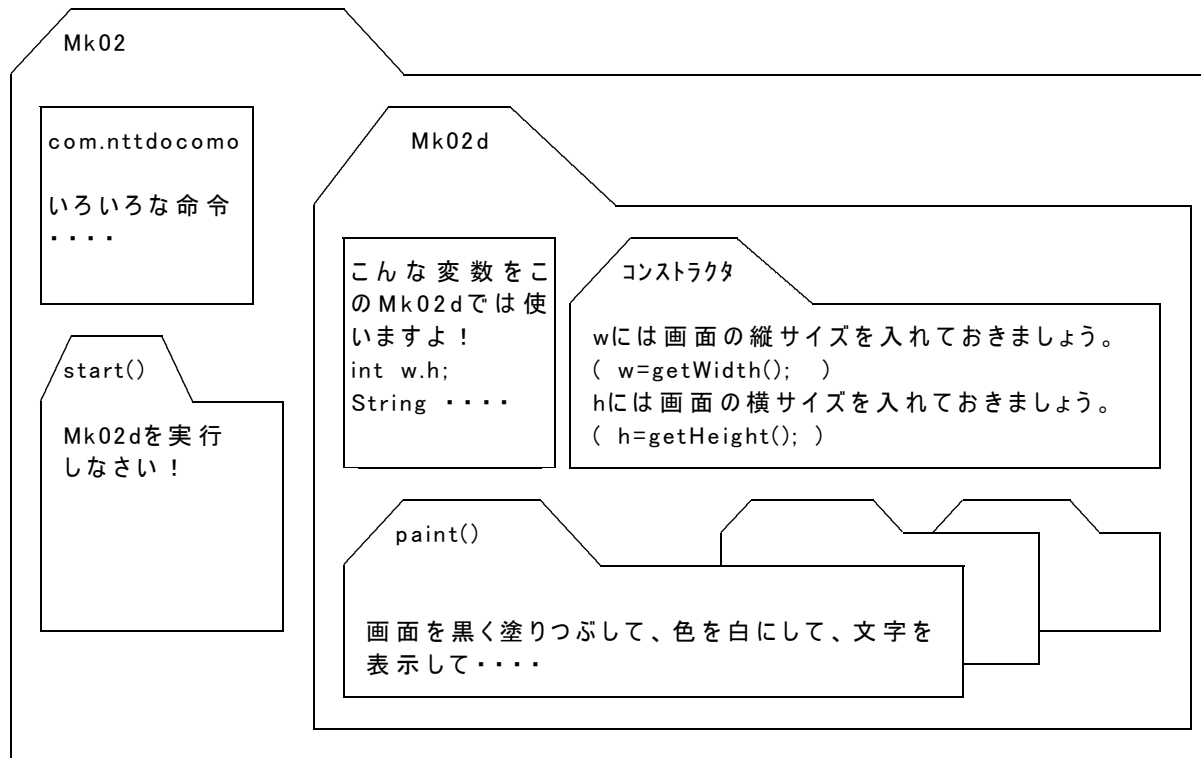 Mk02
com.nttdocomo
いろいろな命令
・・・・
start()
Mk02dを実行
しなさい！
Mk02d
こんな変数をこ
のMk02dでは使
いますよ！
int w.h;
String ・・・・
コンストラクタ
wには画面の縦サイズを入れておきましょう。
( w=getWidth(); )
hには画面の横サイズを入れておきましょう。
( h=getHeight(); )
paint()
画面を黒く塗りつぶして、色を白にして、文字を
表示して・・・・